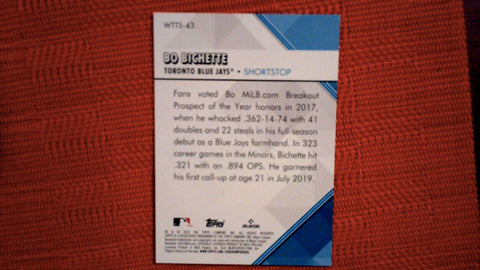 WTTS-43
BO BICHETTE
TORONTO BLUE JAYS • SHORTSTOP
Fans voted Bo MiLB.com Breakout
Prospect of the Year honors in 2017,
when he whacked .362-14-74 with 41
doubles and 22 steals in his full-season
debut as a Blue Jays farmhand. In 323
career games in the Minors, Bichette hit
.321 with an .894 OPS. He garnered
his first call-up at age 21 in July 2019.
Topps
PLAYERS